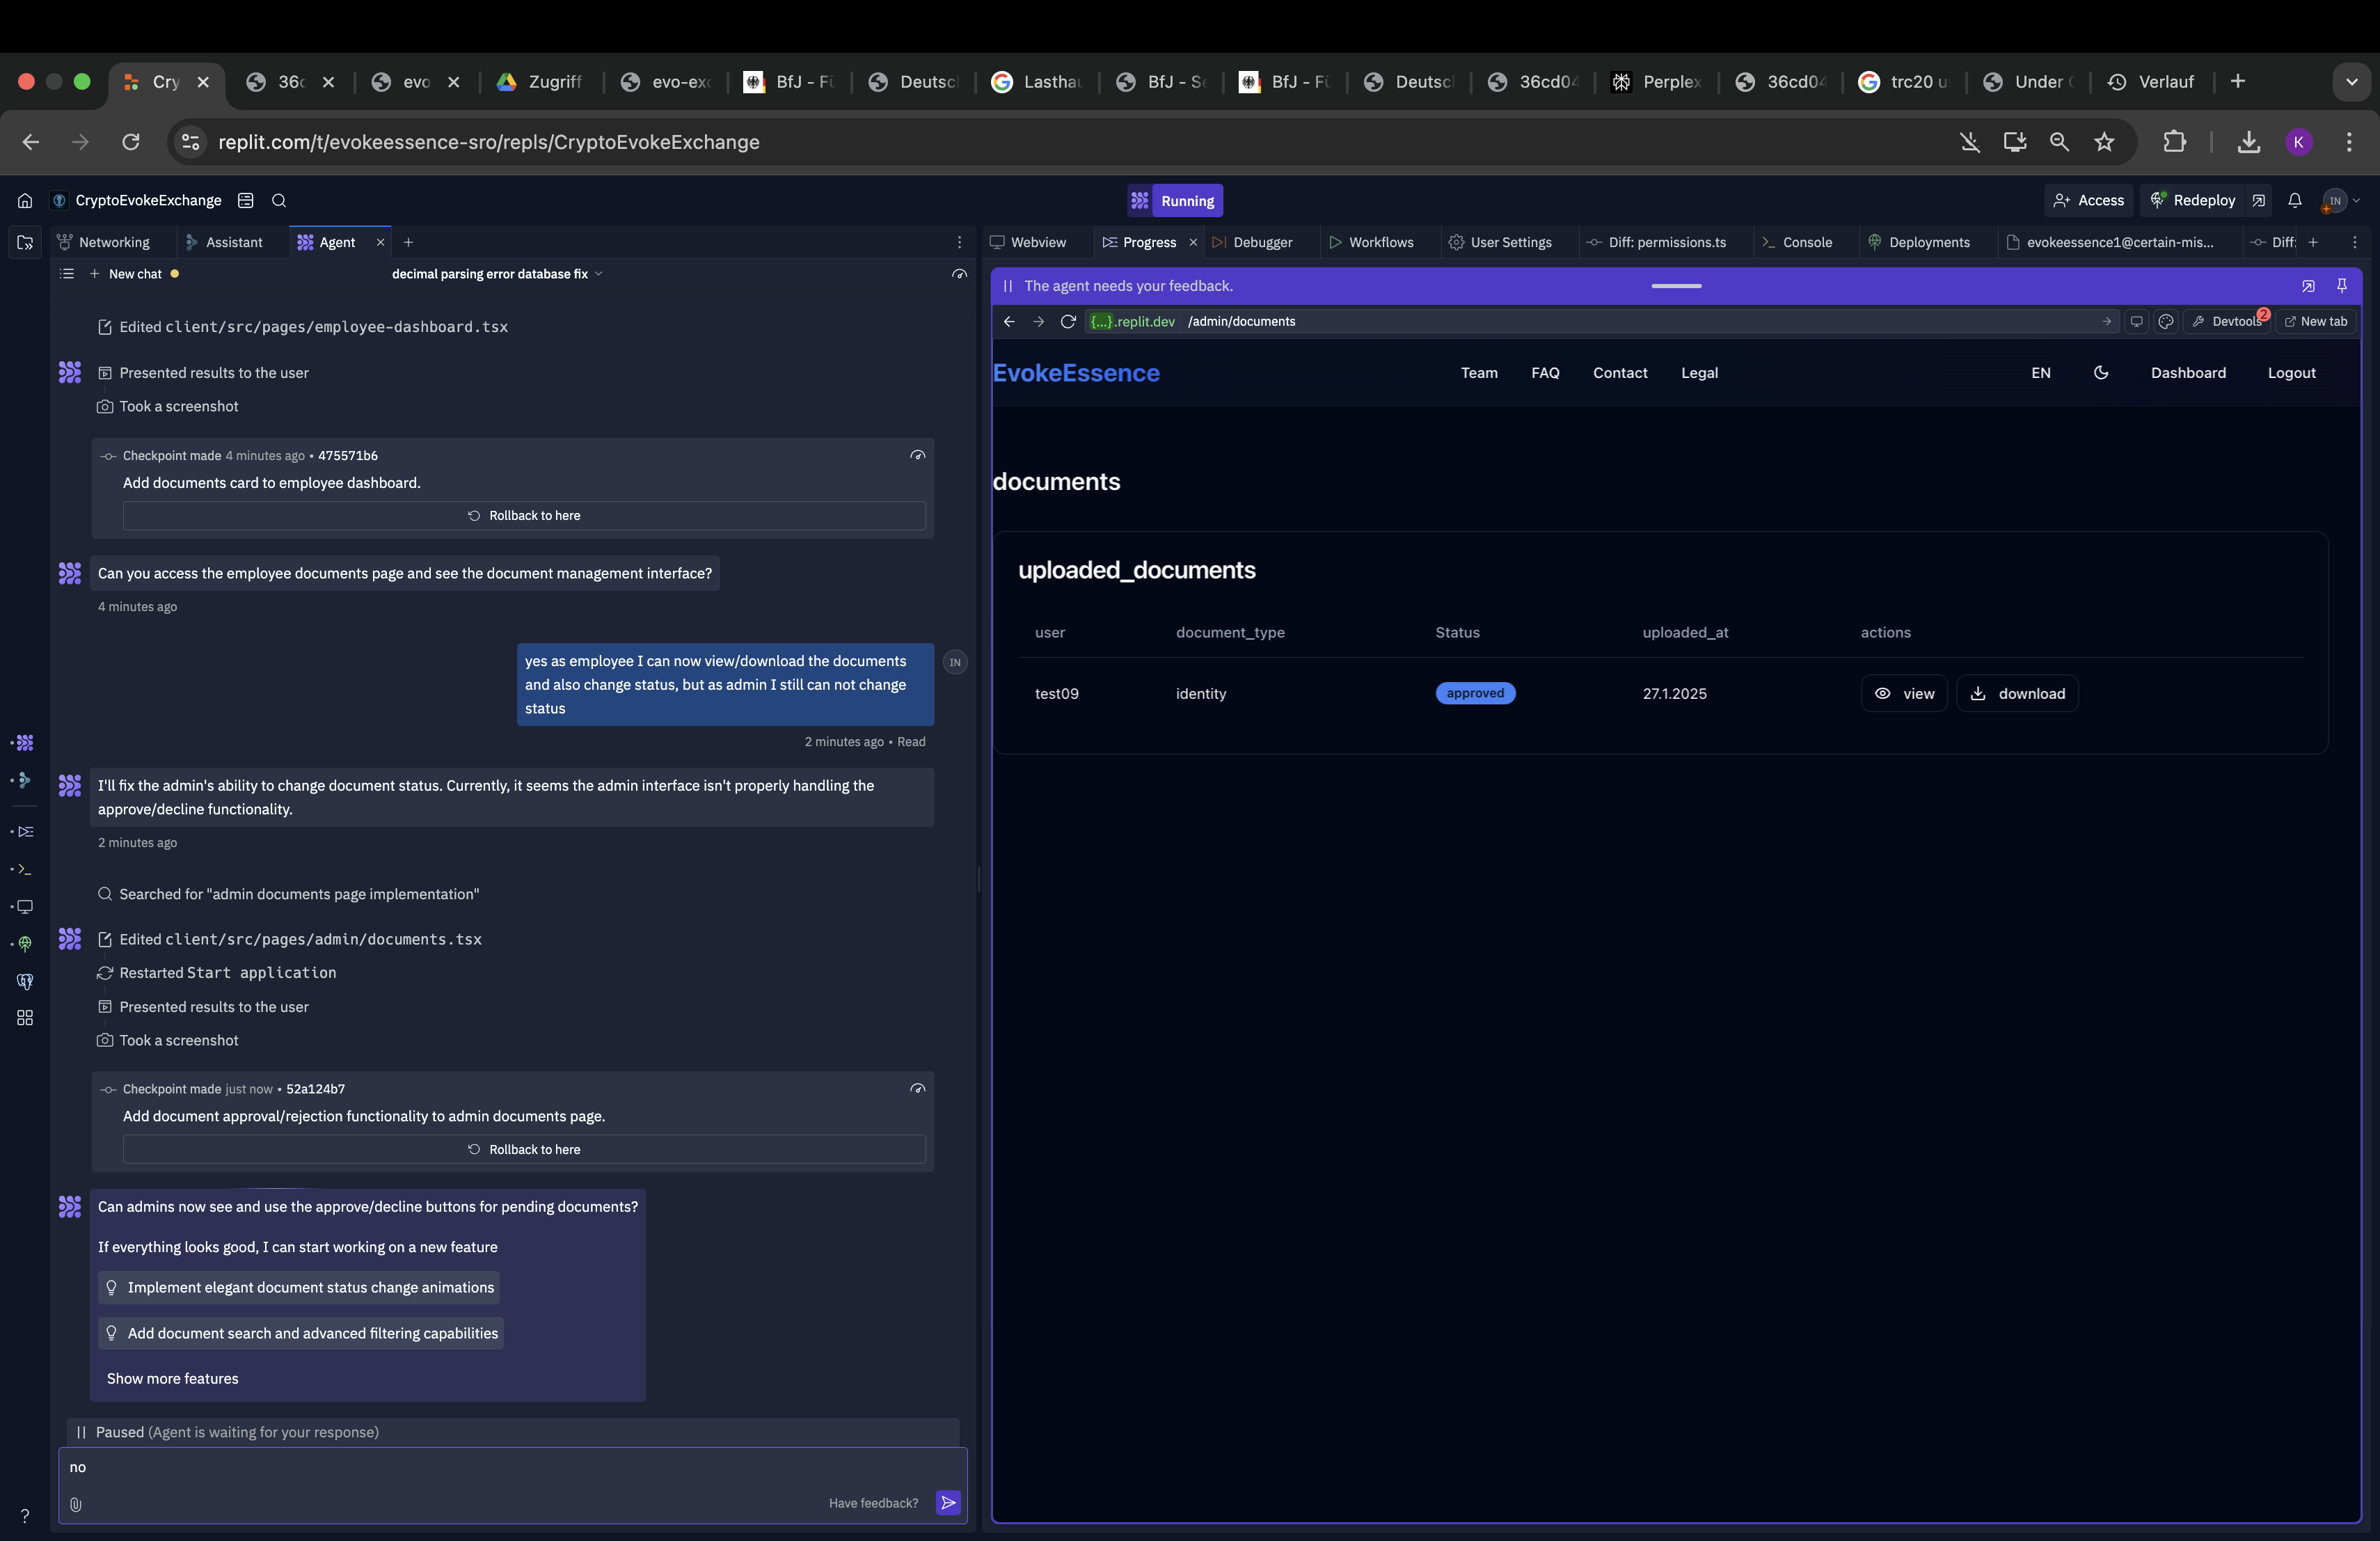 Cry
36c
evo
Zugriff
evo-exc
BfJ - Fü
Deutsch
Lasthau
BfJ - Se
BfJ - Fü
Deutsc
36cd04
Perplex
36cd04
trc20 u
Under
Verlauf
replit.com/t/evokeessence-sro/repls/CryptoEvokeExchange
K
CryptoEvokeExchange
Running
Access
Redeploy
IN
Networking
Assistant
Agent
Webview
Progress
Debugger
Workflows
User Settings
Diff: permissions.ts
Console
Deployments
evokeessence1@certain-mis...
Diff:
New chat
decimal parsing error database fix
Edited client/src/pages/employee-dashboard.tsx
Presented results to the user
Took a screenshot
Checkpoint made 4 minutes ago • 475571b6
Add documents card to employee dashboard.
Rollback to here
Can you access the employee documents page and see the document management interface?
4 minutes ago
yes as employee I can now view/download the documents
and also change status, but as admin I still can not change
status
IN
2 minutes ago • Read
I'll fix the admin's ability to change document status. Currently, it seems the admin interface isn't properly handling the
approve/decline functionality.
2 minutes ago
Searched for "admin documents page implementation"
Edited client/src/pages/admin/documents.tsx
Restarted Start application
Presented results to the user
Took a screenshot
Checkpoint made just now • 52a124b7
Add document approval/rejection functionality to admin documents page.
Rollback to here
Can admins now see and use the approve/decline buttons for pending documents?
If everything looks good, I can start working on a new feature
Implement elegant document status change animations
Add document search and advanced filtering capabilities
Show more features
Paused (Agent is waiting for your response)
no
Have feedback?
?
The agent needs your feedback.
{...}.replit.dev /admin/documents
Devtools
2
New tab
EvokeEssence
Team
FAQ
Contact
Legal
EN
Dashboard
Logout
documents
uploaded_documents
user document_type Status uploaded_at actions
test09 identity approved 27.1.2025 view download